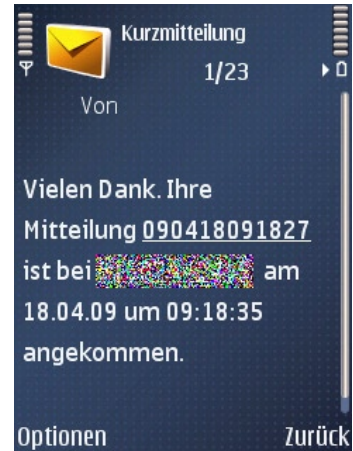 Kurzmitteilung
1/23
Von
Vielen Dank. Ihre
Mitteilung 090418091827
ist bei am
18.04.09 um 09:18:35
angekommen.
Optionen Zurück